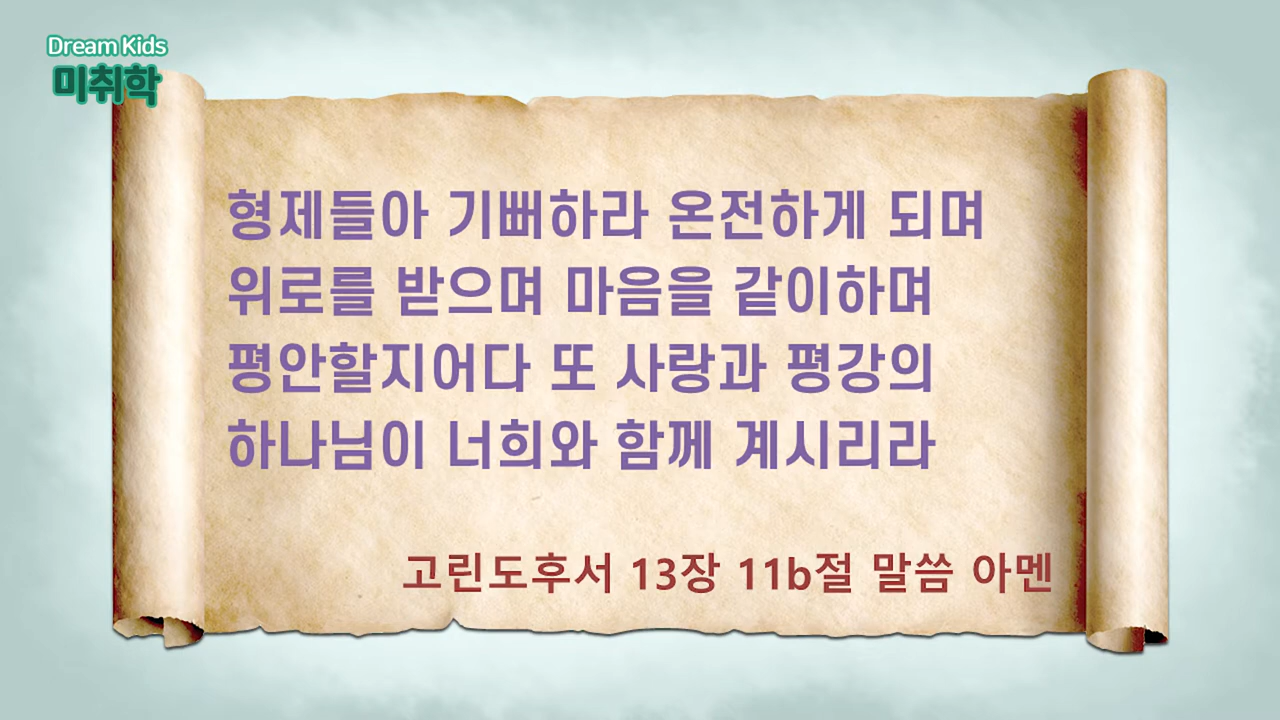 Dream Kids
미취학
형제들아 기뻐하라 온전하게 되며
위로를 받으며 마음을 같이하며
평안할지어다 또 사랑과 평강의
하나님이 너희와 함께 계시리라
고린도후서 13장 11b절 말씀 아멘